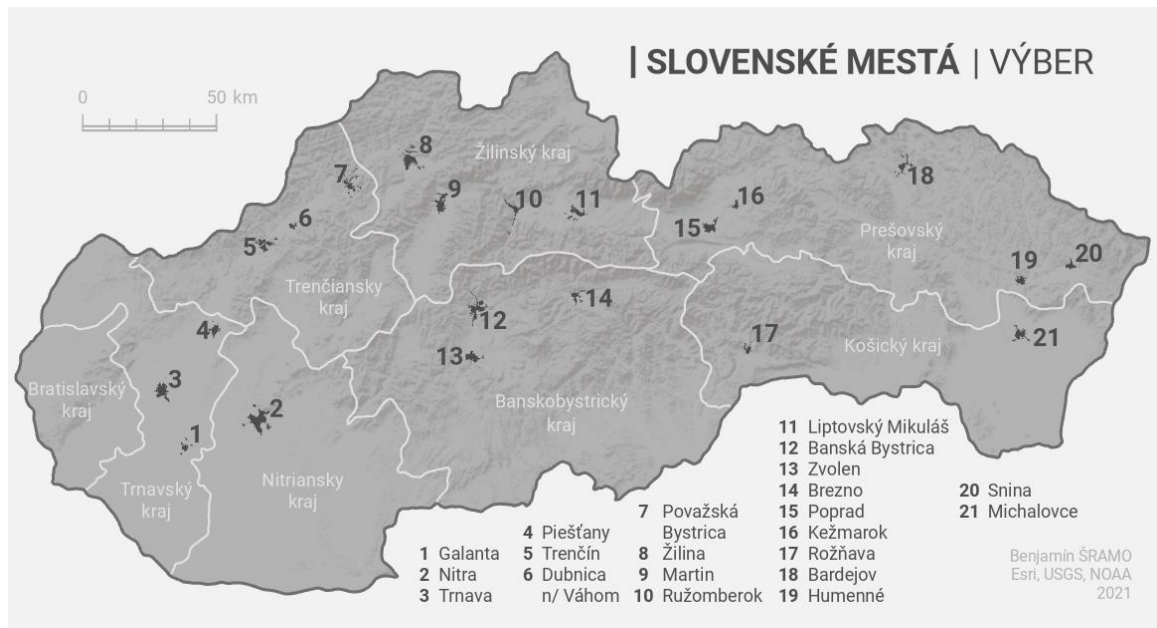 | SLOVENSKÉ MESTÁ | VÝBER
0 50 km
8
Žilinský kraj
18
7
16
9
10
11
15
Prešovský
kraj
6
5
20
19
Trenčiansky
kraj
14
4
12
17
21
Košický kraj
13
3
Bratislavský
kraj
Banskobystrický
kraj
2
1
Nitriansky
kraj
Trnavský
kraj
1 Galanta
2 Nitra
3 Trnava
4 Piešťany
5 Trenčín
6 Dubnica
n/ Váhom
7 Považská
Bystrica
8 Žilina
9 Martin
10 Ružomberok
11 Liptovský Mikuláš
12 Banská Bystrica
13 Zvolen
14 Brezno
15 Poprad
16 Kežmarok
17 Rožňava
18 Bardejov
19 Humenné
20 Snina
21 Michalovce
Benjamín ŠRAMO
Esri, USGS, NOAA
2021